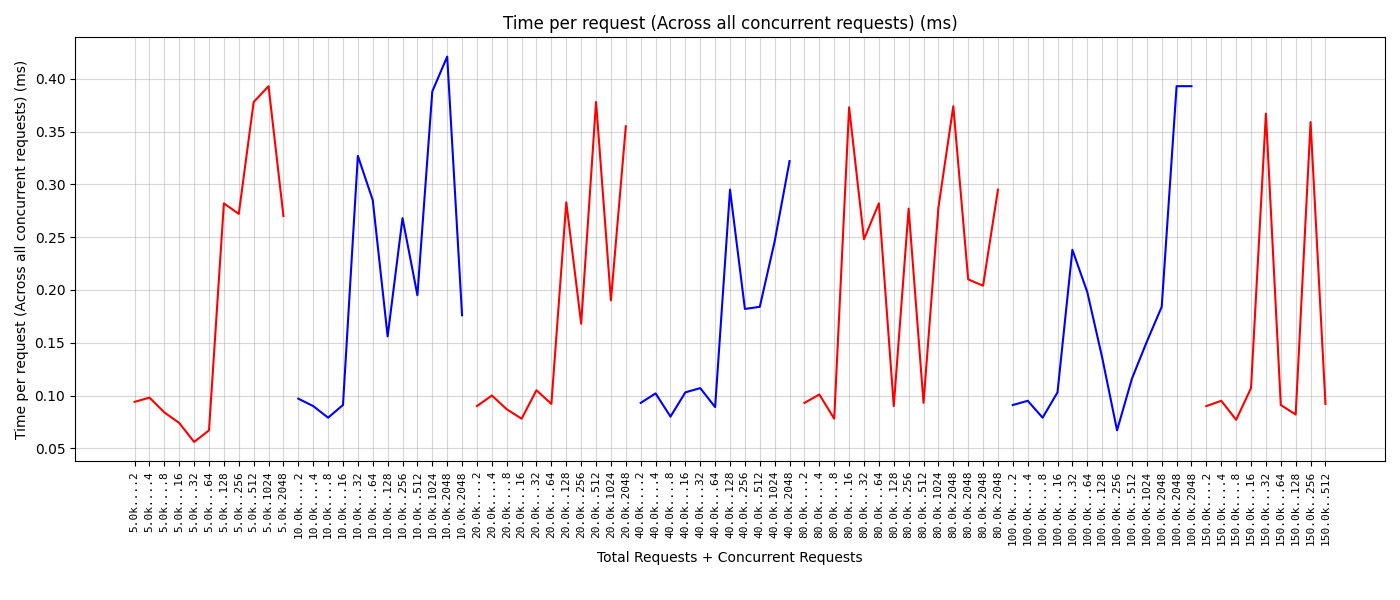 Time per request (Across all concurrent requests) (ms)
Time per request (Across all concurrent requests) (ms)
0.40
0.35
0.30
0.25
0.20
0.15
0.10
0.05
5.0k....2
5.0k....4
5.0k....8
5.0k...16
5.0k...32
5.0k...64
5.0k..128
5.0k..256
5.0k..512
5.0k.1024
5.0k.2048
10.0k....2
10.0k....4
10.0k....8
10.0k...16
10.0k...32
10.0k...64
10.0k..128
10.0k..256
10.0k..512
10.0k.1024
10.0k.2048
10.0k.2048
20.0k....2
20.0k....4
20.0k....8
20.0k...16
20.0k...32
20.0k...64
20.0k..128
20.0k..256
20.0k..512
20.0k.1024
20.0k.2048
40.0k....2
40.0k....4
40.0k....8
40.0k...16
40.0k...32
40.0k...64
40.0k..128
40.0k..256
40.0k..512
40.0k.1024
40.0k.2048
80.0k....2
80.0k....4
80.0k....8
80.0k...16
80.0k...32
80.0k...64
80.0k..128
80.0k..256
80.0k..512
80.0k.1024
80.0k.2048
80.0k.2048
80.0k.2048
80.0k.2048
100.0k....2
100.0k....4
100.0k....8
100.0k...16
100.0k...32
100.0k...64
100.0k..128
100.0k..256
100.0k..512
100.0k.1024
100.0k.2048
100.0k.2048
100.0k.2048
150.0k....2
150.0k....4
150.0k....8
150.0k...16
150.0k...32
150.0k...64
150.0k..128
150.0k..256
150.0k..512
Total Requests + Concurrent Requests